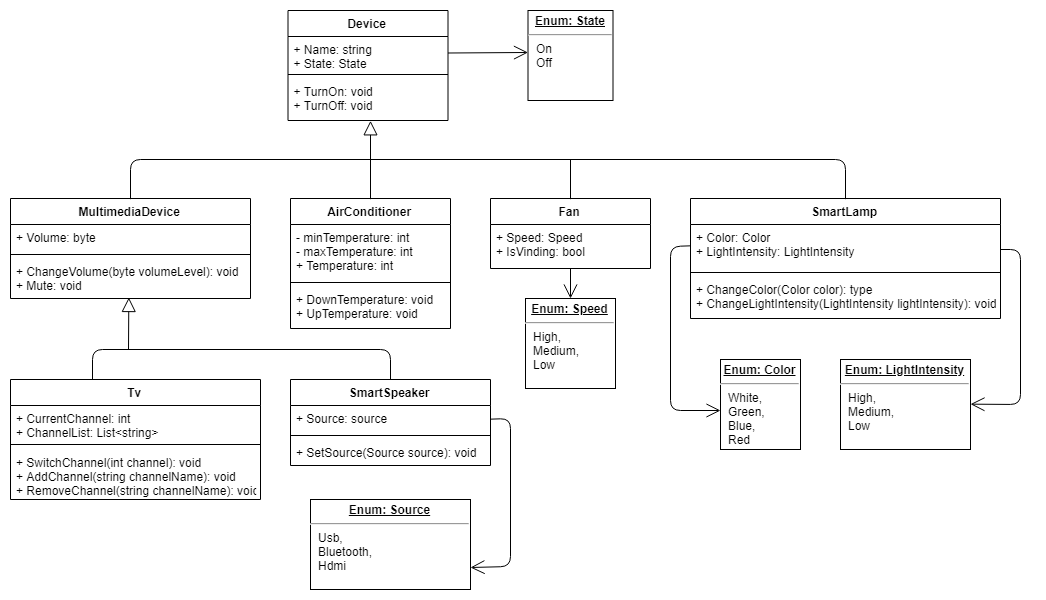 Device
+ Name: string
+ State: State
+ TurnOn: void
+ TurnOff: void
Enum: State
On
Off
MultimediaDevice
+ Volume: byte
+ ChangeVolume(byte volumeLevel): void
+ Mute: void
AirConditioner
- minTemperature: int
- maxTemperature: int
+ Temperature: int
+ DownTemperature: void
+ UpTemperature: void
Fan
+ Speed: Speed
+ IsVinding: bool
SmartLamp
+ Color: Color
+ LightIntensity: LightIntensity
+ ChangeColor(Color color): type
+ ChangeLightIntensity(LightIntensity lightIntensity): void
Enum: Speed
High,
Medium,
Low
Enum: Color
White,
Green,
Blue,
Red
Enum: LightIntensity
High,
Medium,
Low
Tv
+ CurrentChannel: int
+ ChannelList: List<string>
+ SwitchChannel(int channel): void
+ AddChannel(string channelName): void
+ RemoveChannel(string channelName): void
SmartSpeaker
+ Source: source
+ SetSource(Source source): void
Enum: Source
Usb,
Bluetooth,
Hdmi